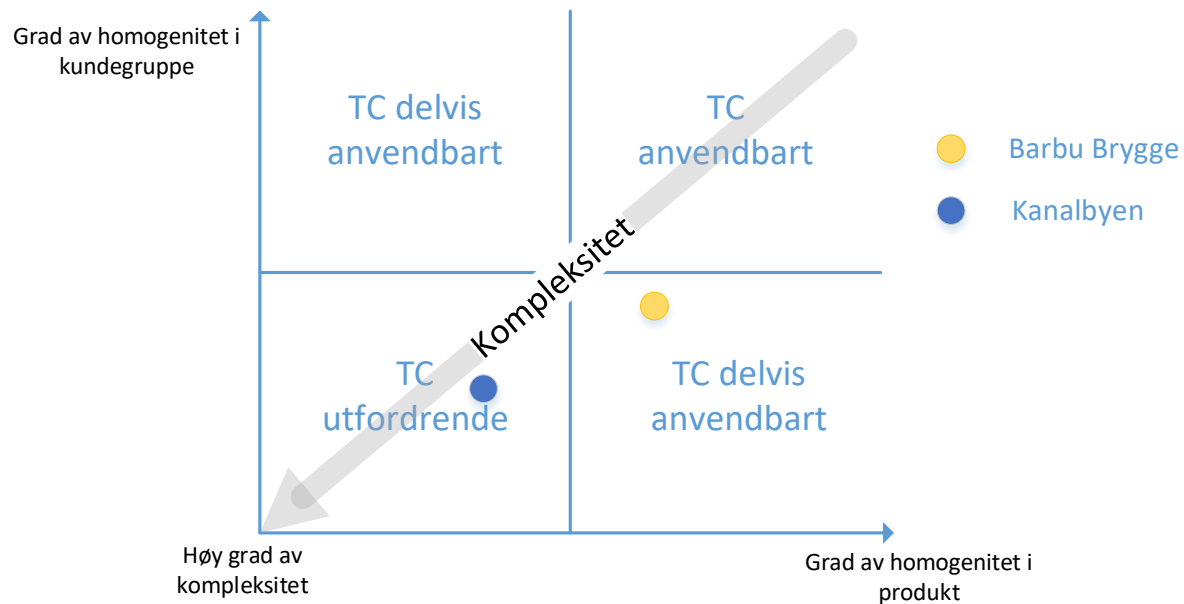 Grad av homogenitet i
kundegruppe
TC delvis
anvendbart
TC
anvendbart
Barbu Brygge
Kanalbyen
Kompleksitet
TC
utfordrende
TC delvis
anvendbart
Høy grad av
kompleksitet
Grad av homogenitet i
produkt